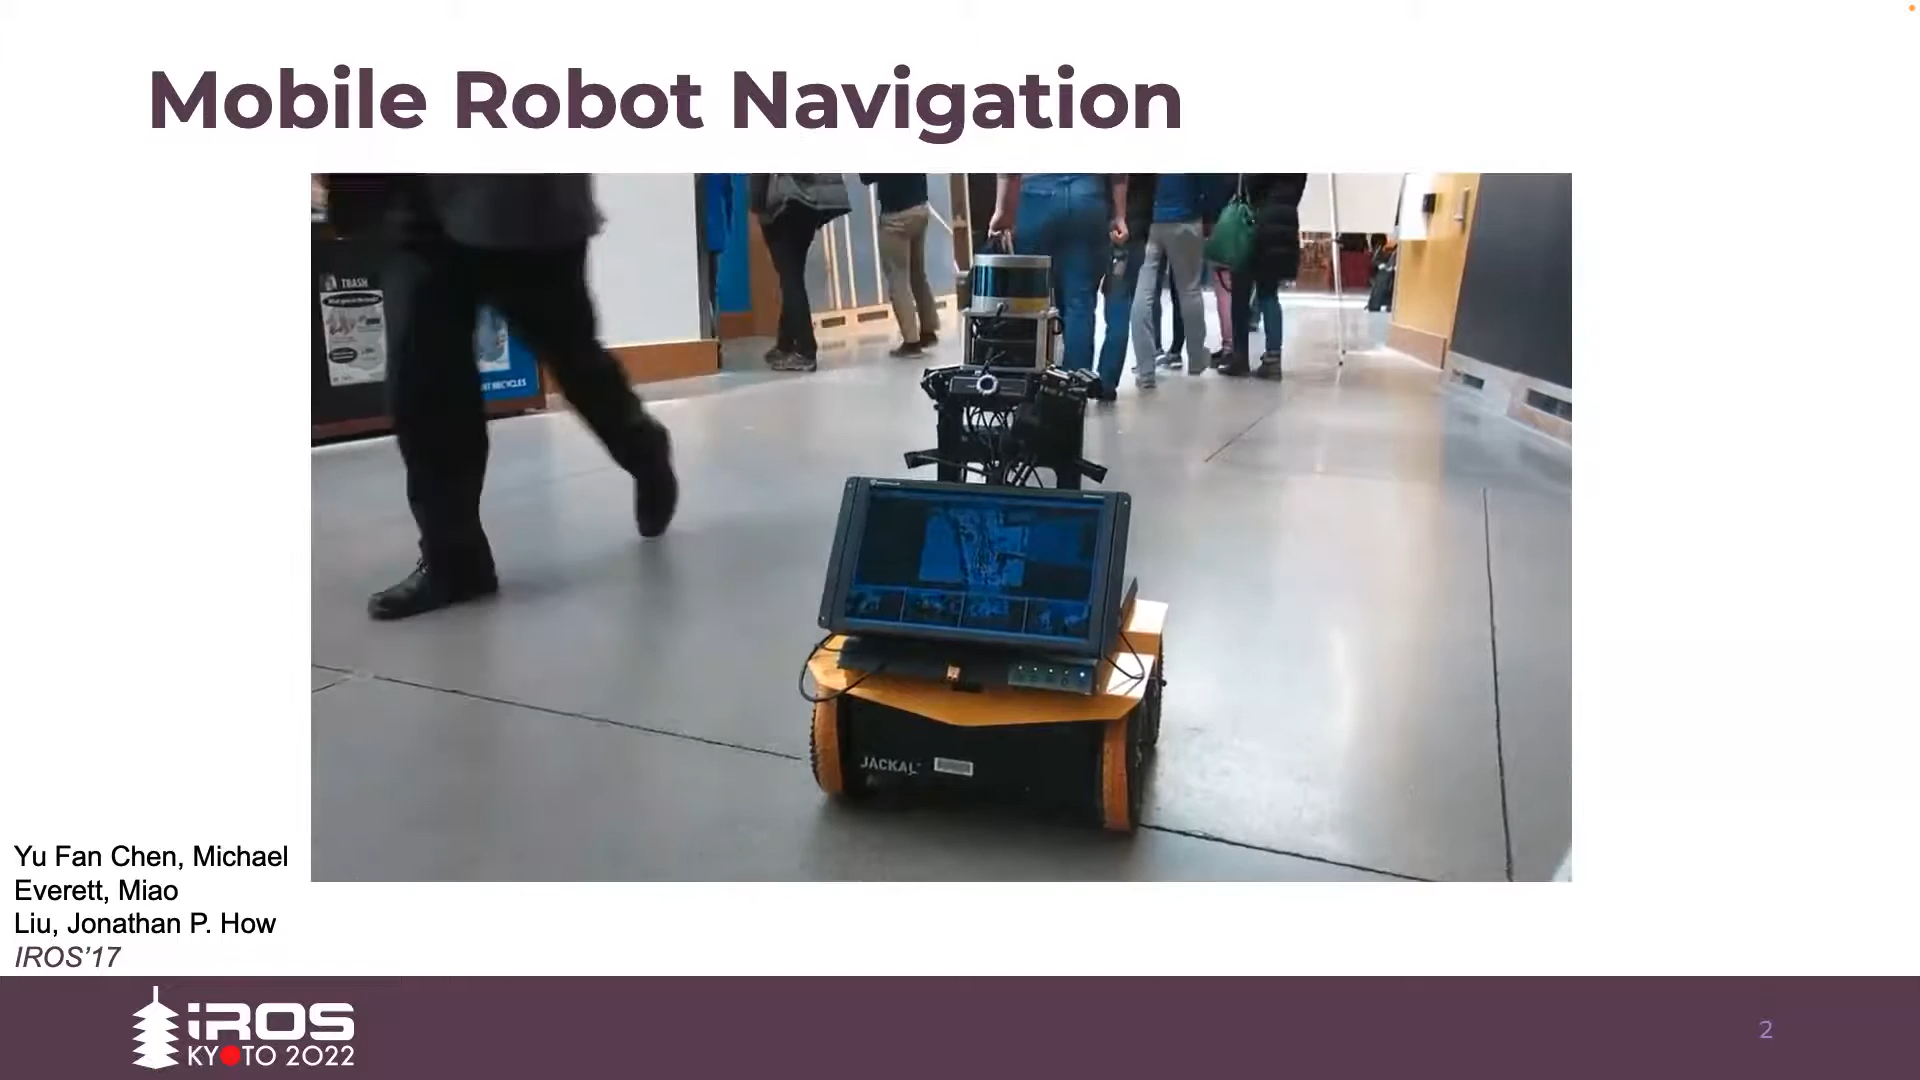 Mobile Robot Navigation
TRASH
NT RECYCLES
JACKAL
Yu Fan Chen, Michael
Everett, Miao
Liu, Jonathan P. How
IROS’17
iROS
KYOTO 2022
2